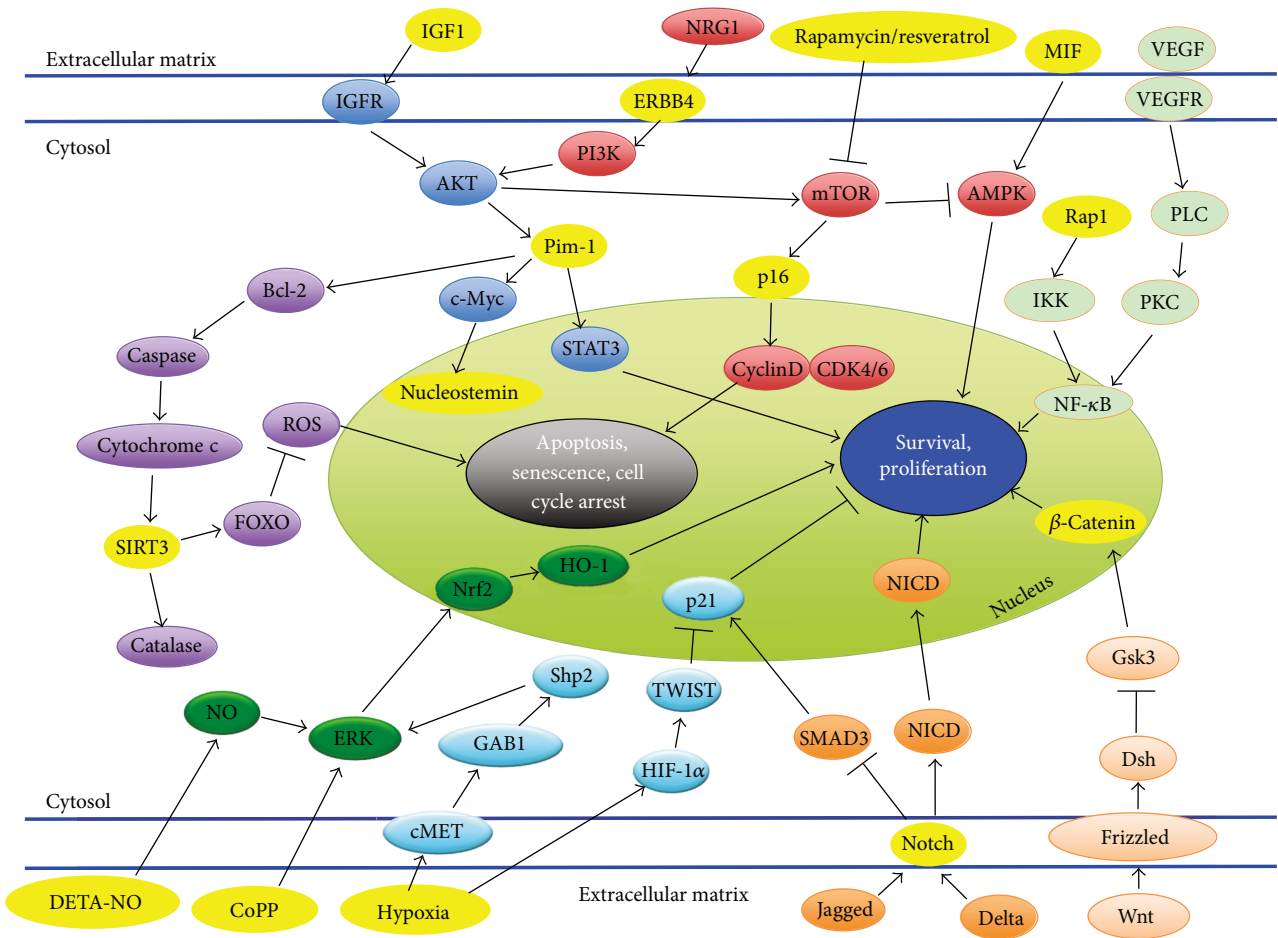 IGF1
NRG1
Rapamycin/resveratrol
MIF
VEGF
Extracellular matrix
IGFR
ERBB4
VEGFR
Cytosol
PI3K
AKT
mTOR
AMPK
Rap1
PLC
Pim-1
Bcl-2
c-Myc
p16
IKK
PKC
Caspase
STAT3
CyclinD
CDK4/6
Nucleostemin
NF-κB
ROS
Cytochrome c
Apoptosis,
senescence, cell
cycle arrest
Survival,
proliferation
FOXO
SIRT3
β-Catenin
HO-1
Nrf2
p21
NICD
Nucleus
Catalase
Gsk3
Shp2
TWIST
NO
ERK
GAB1
SMAD3
NICD
HIF-1α
Dsh
Cytosol
cMET
Notch
Frizzled
Extracellular matrix
DETA-NO
CoPP
Hypoxia
Jagged
Delta
Wnt